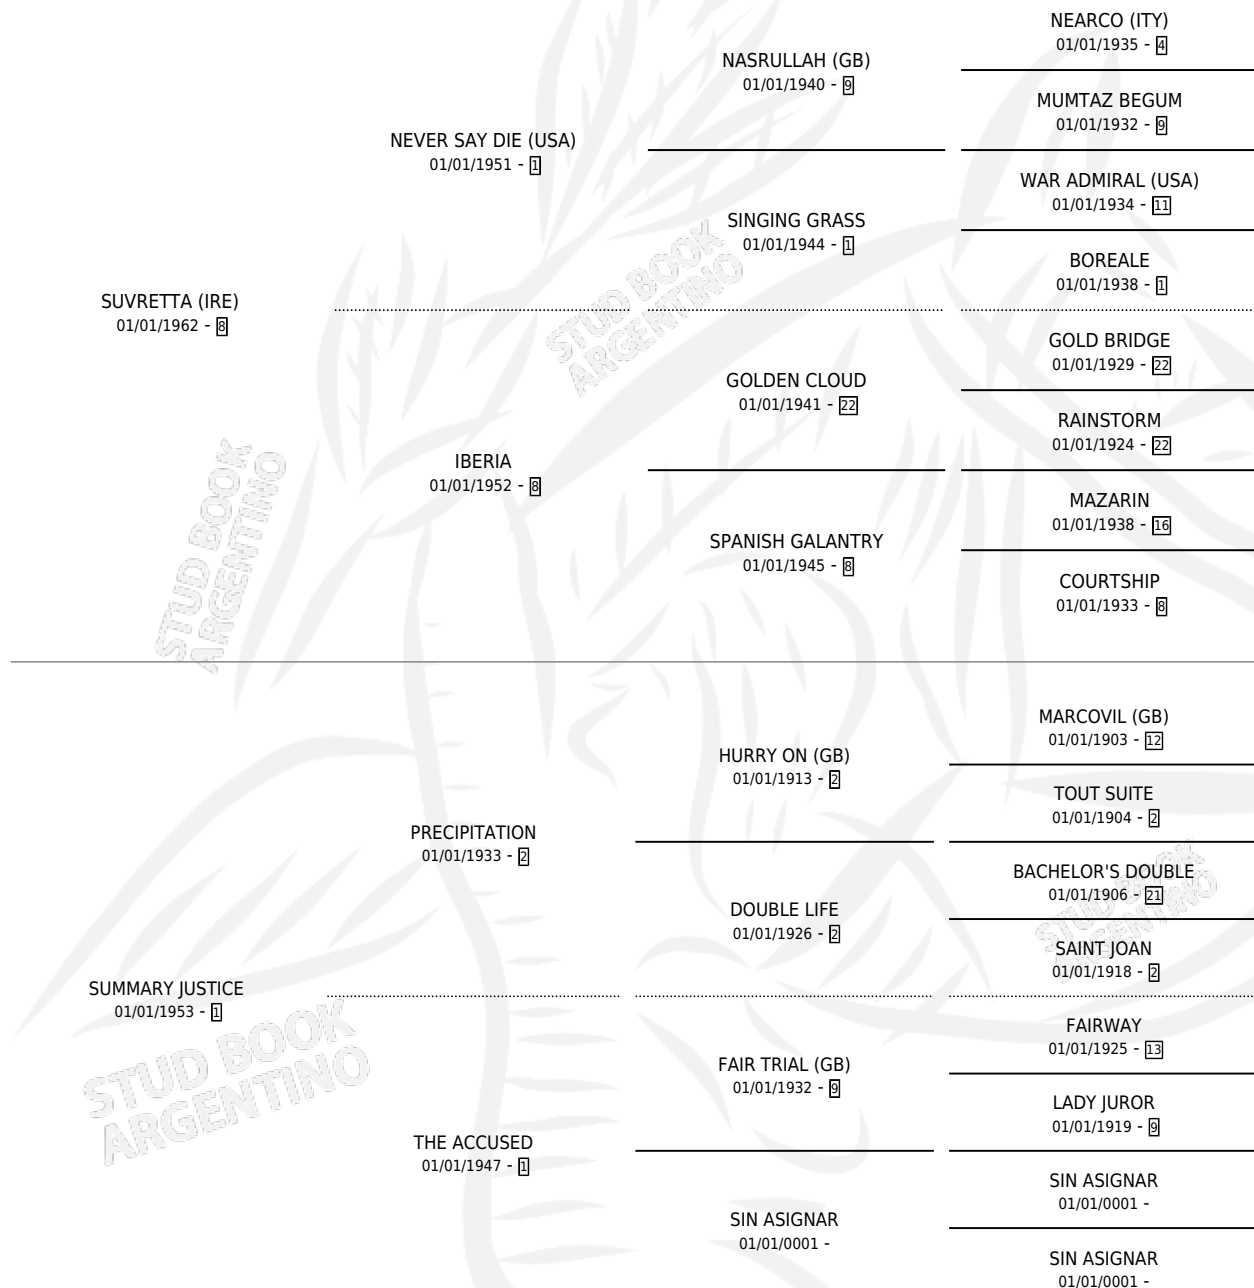 NEARCO (ITY)
01/01/1935 - 4
NASRULLAH (GB)
01/01/1940 - 9
MUMTAZ BEGUM
01/01/1932 - 9
NEVER SAY DIE (USA)
01/01/1951 - 1
WAR ADMIRAL (USA)
01/01/1934 - 11
SINGING GRASS
01/01/1944 - 1
BOREALE
01/01/1938 - 1
SUVRETTA (IRE)
01/01/1962 - 8
GOLD BRIDGE
01/01/1929 - 22
GOLDEN CLOUD
01/01/1941 - 22
RAINSTORM
01/01/1924 - 22
IBERIA
01/01/1952 - 8
MAZARIN
01/01/1938 - 16
SPANISH GALANTRY
01/01/1945 - 8
COURTSHIP
01/01/1933 - 8
MARCOVIL (GB)
01/01/1903 - 12
HURRY ON (GB)
01/01/1913 - 2
TOUT SUITE
01/01/1904 - 2
PRECIPITATION
01/01/1933 - 2
BACHELOR'S DOUBLE
01/01/1906 - 21
DOUBLE LIFE
01/01/1926 - 2
SAINT JOAN
01/01/1918 - 2
SUMMARY JUSTICE
01/01/1953 - 1
FAIRWAY
01/01/1925 - 13
FAIR TRIAL (GB)
01/01/1932 - 9
LADY JUROR
01/01/1919 - 9
THE ACCUSED
01/01/1947 - 1
SIN ASIGNAR
01/01/0001 -
SIN ASIGNAR
01/01/0001 -
SIN ASIGNAR
01/01/0001 -
STUD BOOK
ARGENTINO
STUD BOOK
ARGENTINO
STUD BOOK
ARGENTINO
STUD BOOK
ARGENTINO